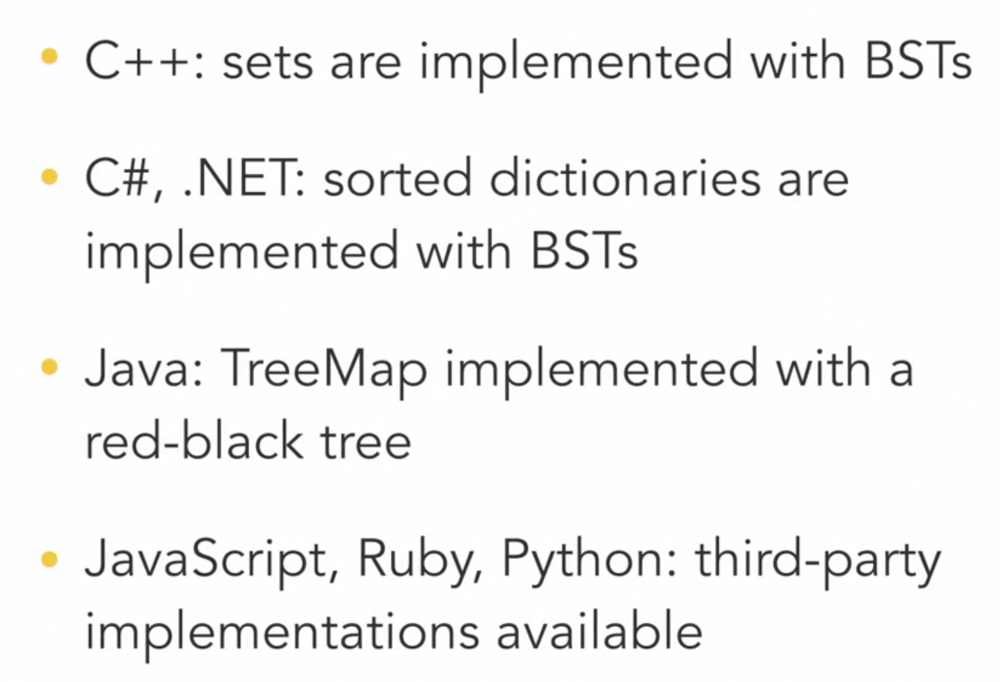 • C++: sets are implemented with BSTs
• C#, .NET: sorted dictionaries are
implemented with BSTs
• Java: TreeMap implemented with a
red-black tree
• JavaScript, Ruby, Python: third-party
implementations available